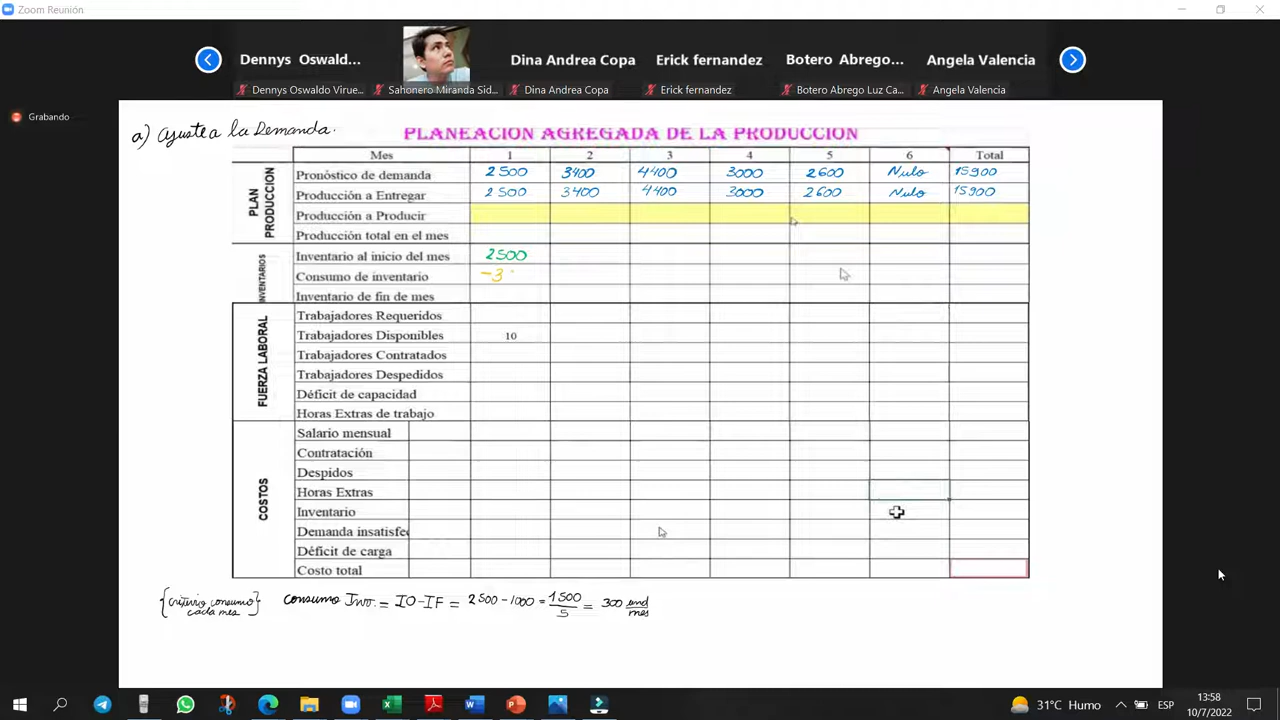 Zoom Reunión
Dennys Oswald...
Dina Andrea Copa
Erick fernandez
Botero Abrego...
Angela Valencia
Dennys Oswaldo Virue...
Sahonero Miranda Sid...
Dina Andrea Copa
Erick fernandez
Botero Abrego Luz Ca...
Angela Valencia
Grabando
a) Ajuste a la Demanda.
PLANEACION AGREGADA DE LA PRODUCCION
Mes 1 2 3 4 5 6 Total
PLAN PRODUCCION
Pronóstico de demanda 2500 3400 4400 3000 2600 Nulo 15900
Producción a Entregar 2500 3400 4400 3000 2600 Nulo 15900
Producción a Producir
Producción total en el mes
INVENTARIOS
Inventario al inicio del mes 2500
Consumo de inventario -3
Inventario de fin de mes
FUERZA LABORAL
Trabajadores Requeridos
Trabajadores Disponibles 10
Trabajadores Contratados
Trabajadores Despedidos
Déficit de capacidad
Horas Extras de trabajo
COSTOS
Salario mensual
Contratación
Despidos
Horas Extras
Inventario
Demanda insatisfec
Déficit de carga
Costo total
{criterio consumo cada mes} consumo Inv. = IO-IF = 2500-1000 = 1500/5 = 300 und/mes
31°C Humo
ESP
13:58
10/7/2022